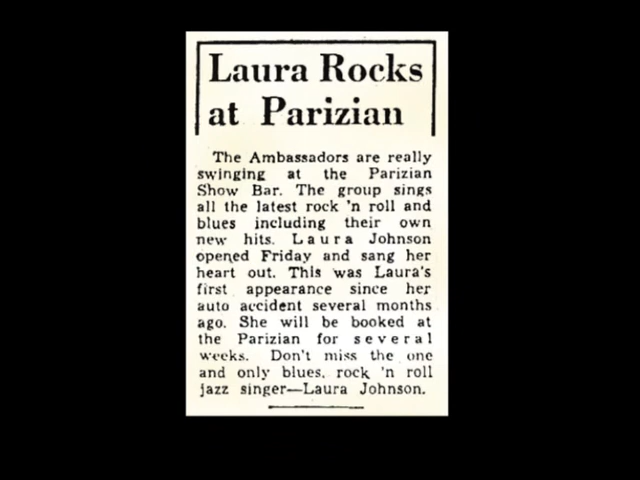 Laura Rocks
at Parizian
The Ambassadors are really
swinging at the Parizian
Show Bar. The group sings
all the latest rock 'n roll and
blues including their own
new hits. Laura Johnson
opened Friday and sang her
heart out. This was Laura's
first appearance since her
auto accident several months
ago. She will be booked at
the Parizian for several
weeks. Don't miss the one
and only blues, rock 'n roll
jazz singer—Laura Johnson.